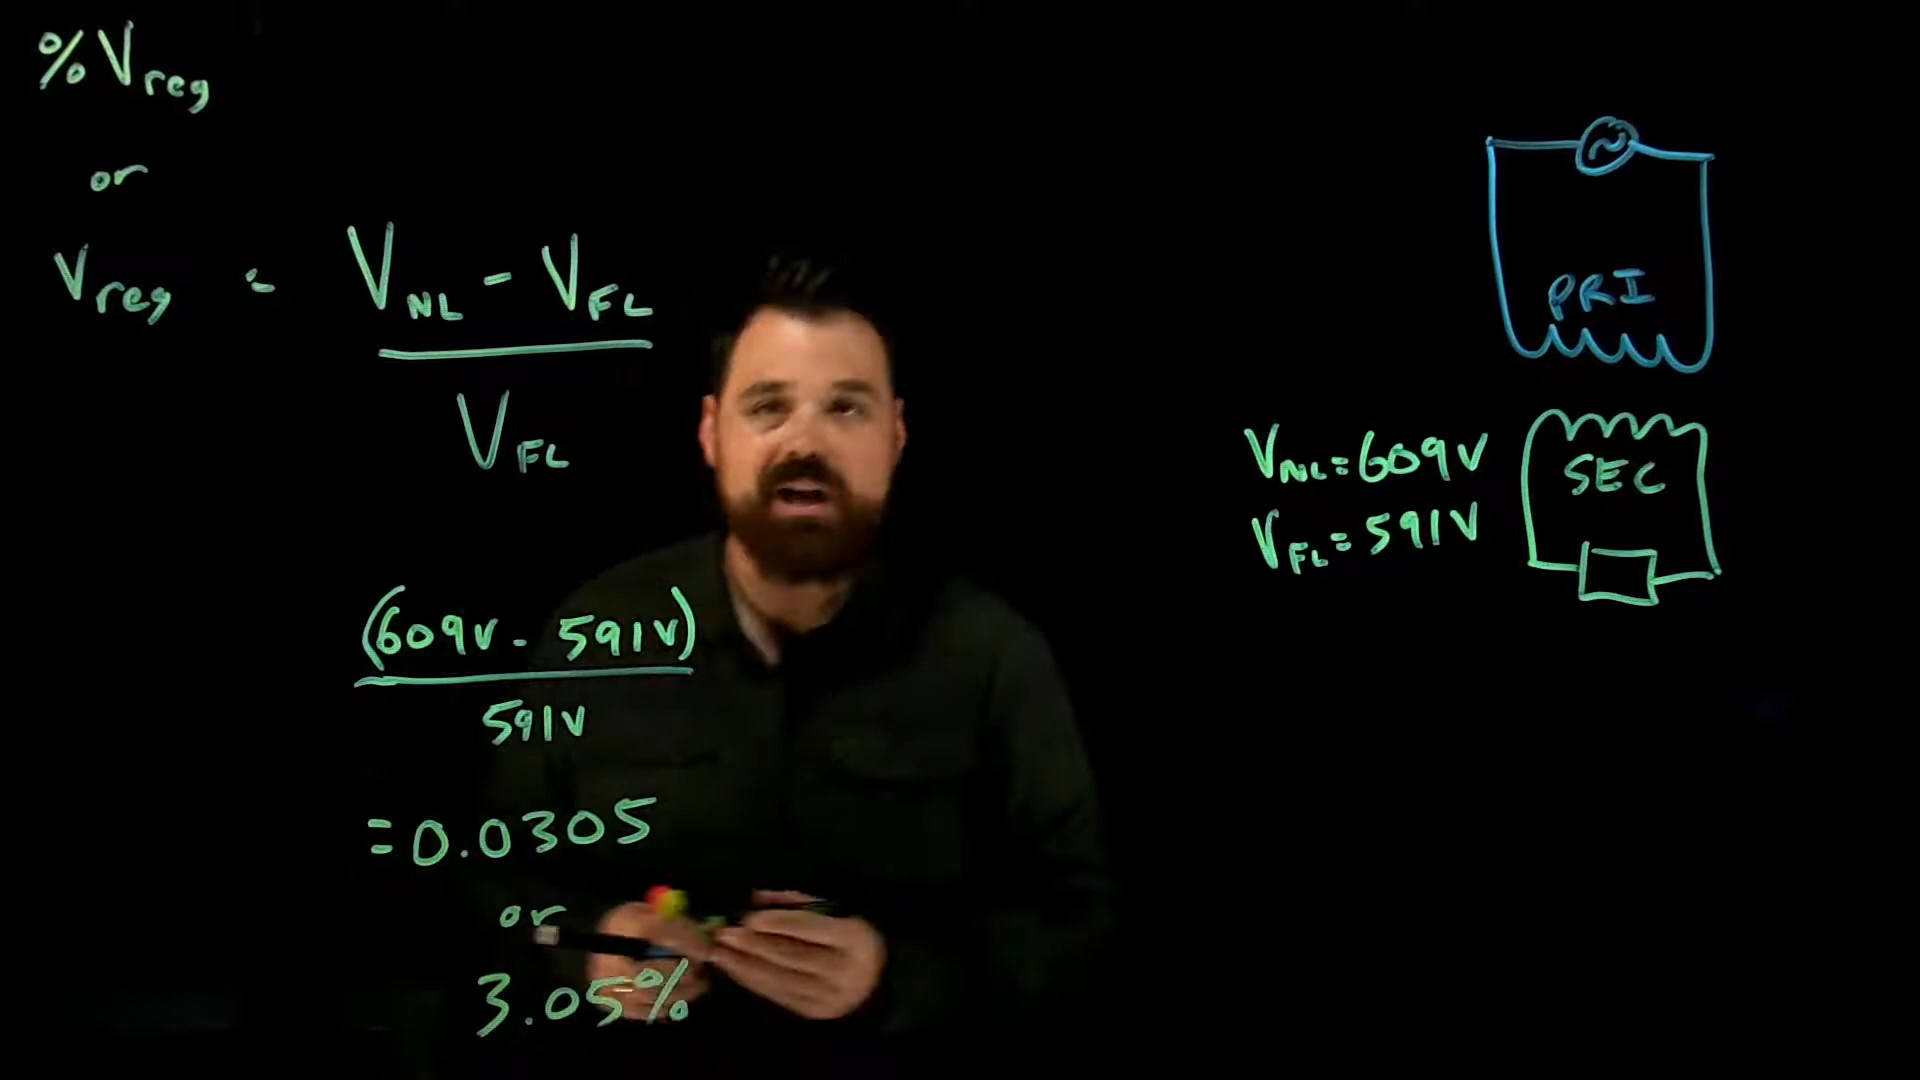 %Vreg
or
Vreg = VNL - VFL
VFL
(609V - 591V)
591V
= 0.0305
or
3.05%
PRI
SEC
VNL = 609V
VFL = 591V